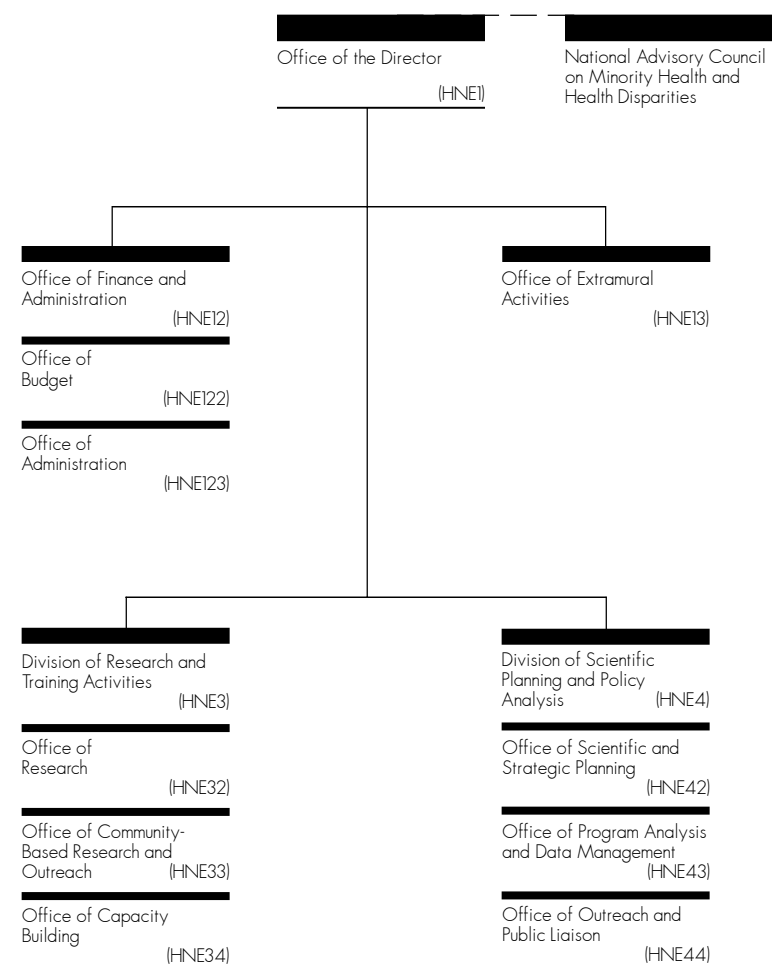 Office of the Director
(HNE1)
National Advisory Council
on Minority Health and
Health Disparities
Office of Finance and
Administration
(HNE12)
Office of
Budget
(HNE122)
Office of
Administration
(HNE123)
Office of Extramural
Activities
(HNE13)
Division of Research and
Training Activities
(HNE3)
Office of
Research
(HNE32)
Office of Community-
Based Research and
Outreach (HNE33)
Office of Capacity
Building
(HNE34)
Division of Scientific
Planning and Policy
Analysis (HNE4)
Office of Scientific and
Strategic Planning
(HNE42)
Office of Program Analysis
and Data Management
(HNE43)
Office of Outreach and
Public Liaison
(HNE44)